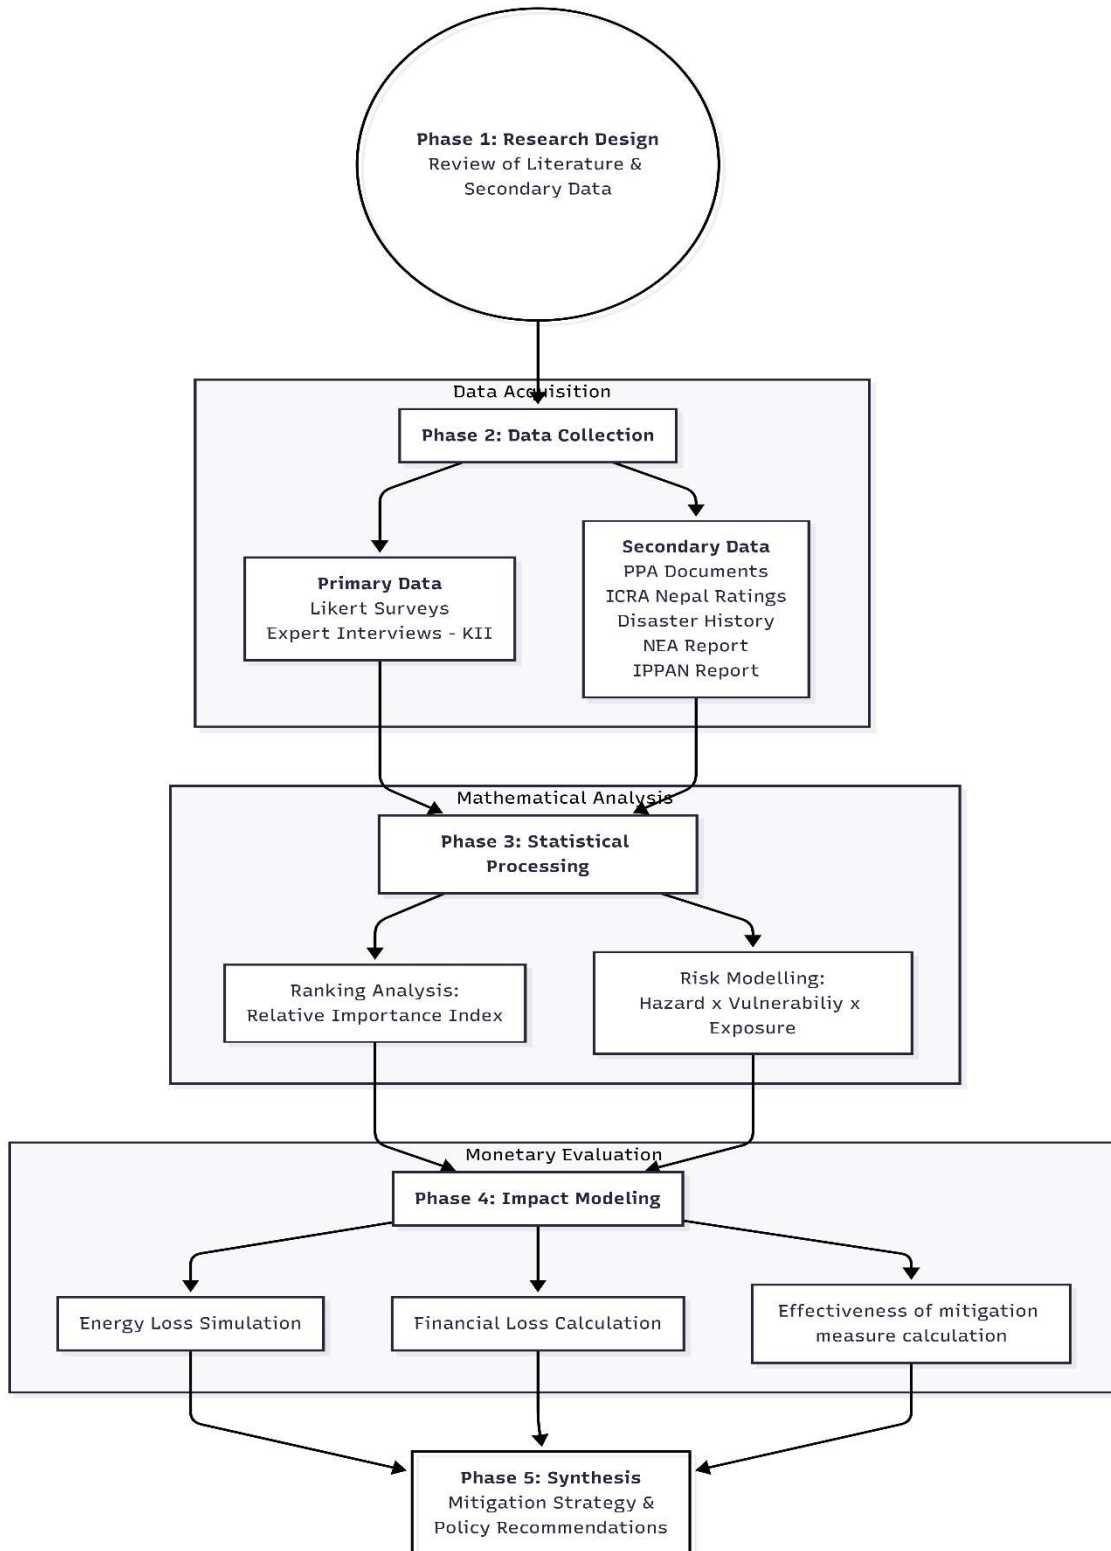 Phase 1: Research Design
Review of Literature &
Secondary Data
Data Acquisition
Phase 2: Data Collection
Primary Data
Likert Surveys
Expert Interviews - KII
Secondary Data
PPA Documents
ICRA Nepal Ratings
Disaster History
NEA Report
IPPAN Report
Mathematical Analysis
Phase 3: Statistical
Processing
Ranking Analysis:
Relative Importance Index
Risk Modelling:
Hazard x Vulnerabiliy x
Exposure
Monetary Evaluation
Phase 4: Impact Modeling
Energy Loss Simulation
Financial Loss Calculation
Effectiveness of mitigation
measure calculation
Phase 5: Synthesis
Mitigation Strategy &
Policy Recommendations